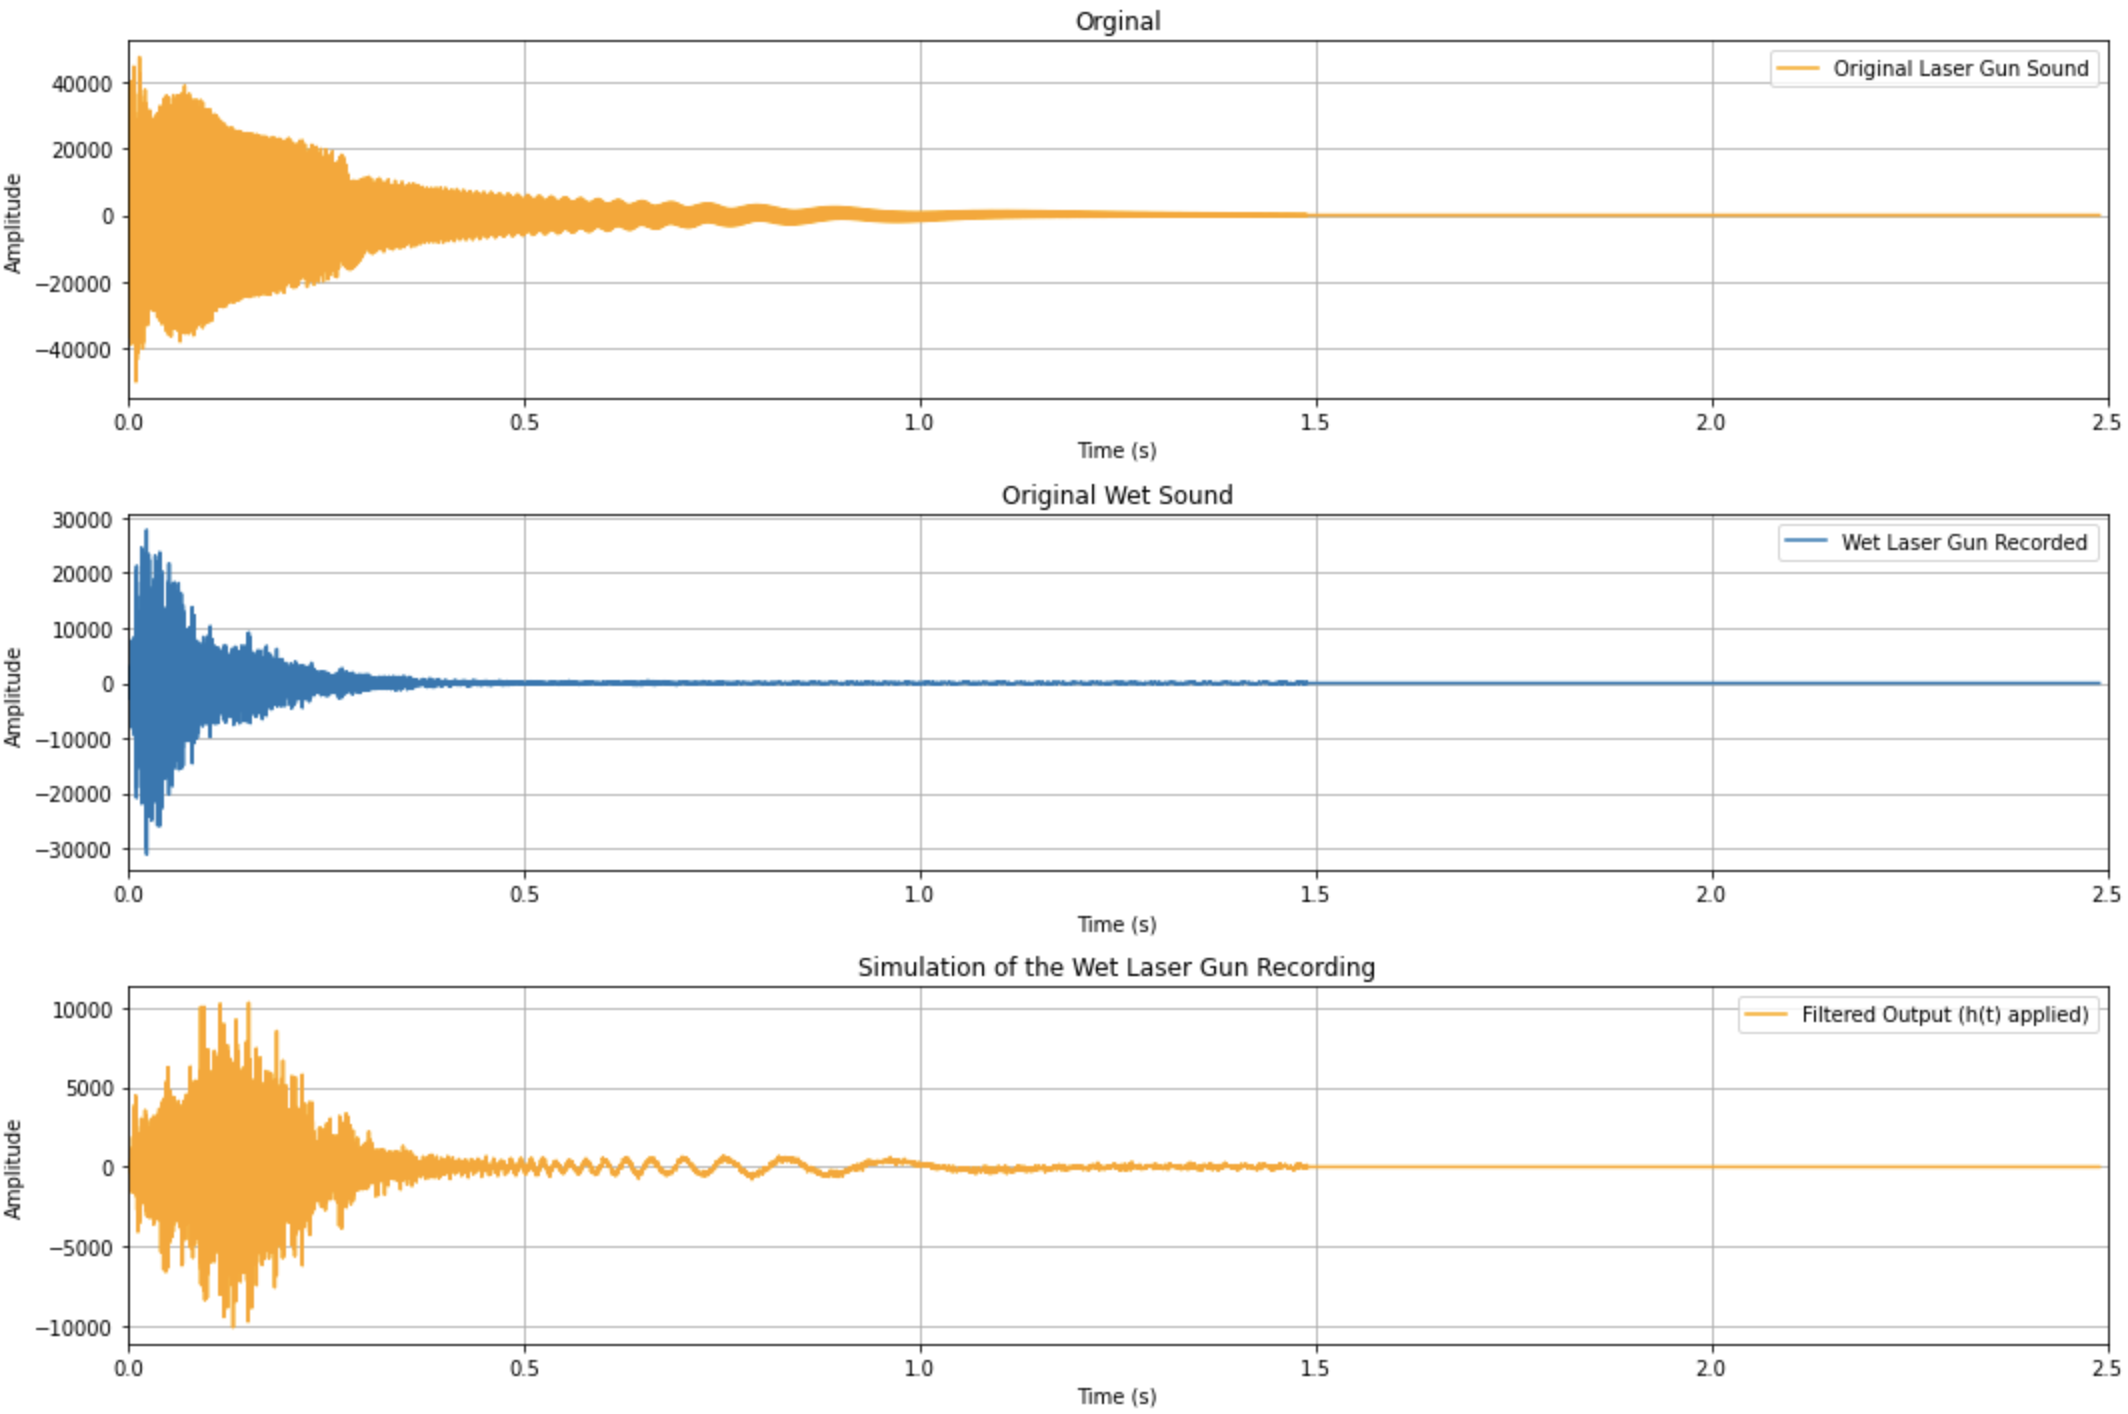 Orginal
Original Laser Gun Sound
40000
20000
0
−20000
−40000
Amplitude
0.0 0.5 1.0 1.5 2.0 2.5
Time (s)
Original Wet Sound
Wet Laser Gun Recorded
30000
20000
10000
0
−10000
−20000
−30000
Amplitude
0.0 0.5 1.0 1.5 2.0 2.5
Time (s)
Simulation of the Wet Laser Gun Recording
Filtered Output (h(t) applied)
10000
5000
0
−5000
−10000
Amplitude
0.0 0.5 1.0 1.5 2.0 2.5
Time (s)